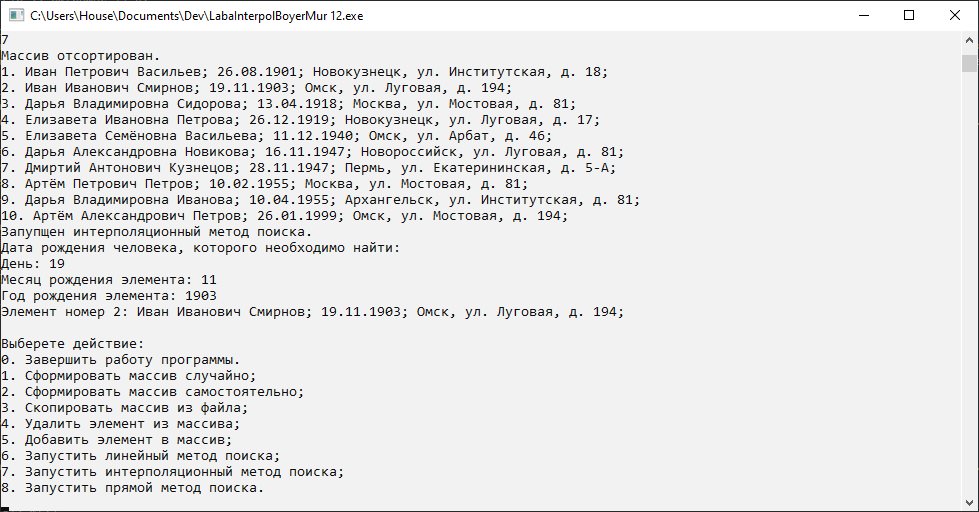 C:\Users\House\Documents\Dev\LabaInterpolBoyerMur 12.exe
7
Массив отсортирован.
1. Иван Петрович Васильев; 26.08.1901; Новокузнецк, ул. Институтская, д. 18;
2. Иван Иванович Смирнов; 19.11.1903; Омск, ул. Луговая, д. 194;
3. Дарья Владимировна Сидорова; 13.04.1918; Москва, ул. Мостовая, д. 81;
4. Елизавета Ивановна Петрова; 26.12.1919; Новокузнецк, ул. Луговая, д. 17;
5. Елизавета Семёновна Васильева; 11.12.1940; Омск, ул. Арбат, д. 46;
6. Дарья Александровна Новикова; 16.11.1947; Новороссийск, ул. Луговая, д. 81;
7. Дмиртий Антонович Кузнецов; 28.11.1947; Пермь, ул. Екатерининская, д. 5-А;
8. Артём Петрович Петров; 10.02.1955; Москва, ул. Мостовая, д. 81;
9. Дарья Владимировна Иванова; 10.04.1955; Архангельск, ул. Институтская, д. 81;
10. Артём Александрович Петров; 26.01.1999; Омск, ул. Мостовая, д. 194;
Запупщен интерполяционный метод поиска.
Дата рождения человека, которого необходимо найти:
День: 19
Месяц рождения элемента: 11
Год рождения элемента: 1903
Элемент номер 2: Иван Иванович Смирнов; 19.11.1903; Омск, ул. Луговая, д. 194;
Выберете действие:
0. Завершить работу программы.
1. Сформировать массив случайно;
2. Сформировать массив самостоятельно;
3. Скопировать массив из файла;
4. Удалить элемент из массива;
5. Добавить элемент в массив;
6. Запустить линейный метод поиска;
7. Запустить интерполяционный метод поиска;
8. Запустить прямой метод поиска.